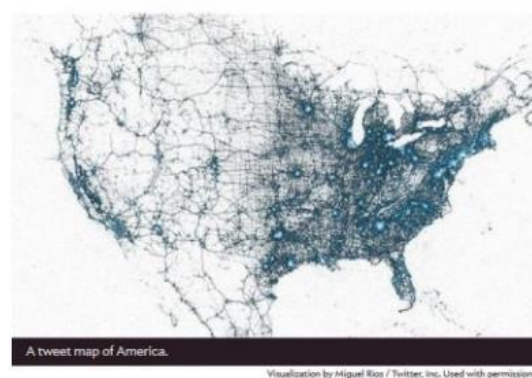 A tweet map of America.
Visualization by Miguel Rios / Twitter, Inc. Used with permission